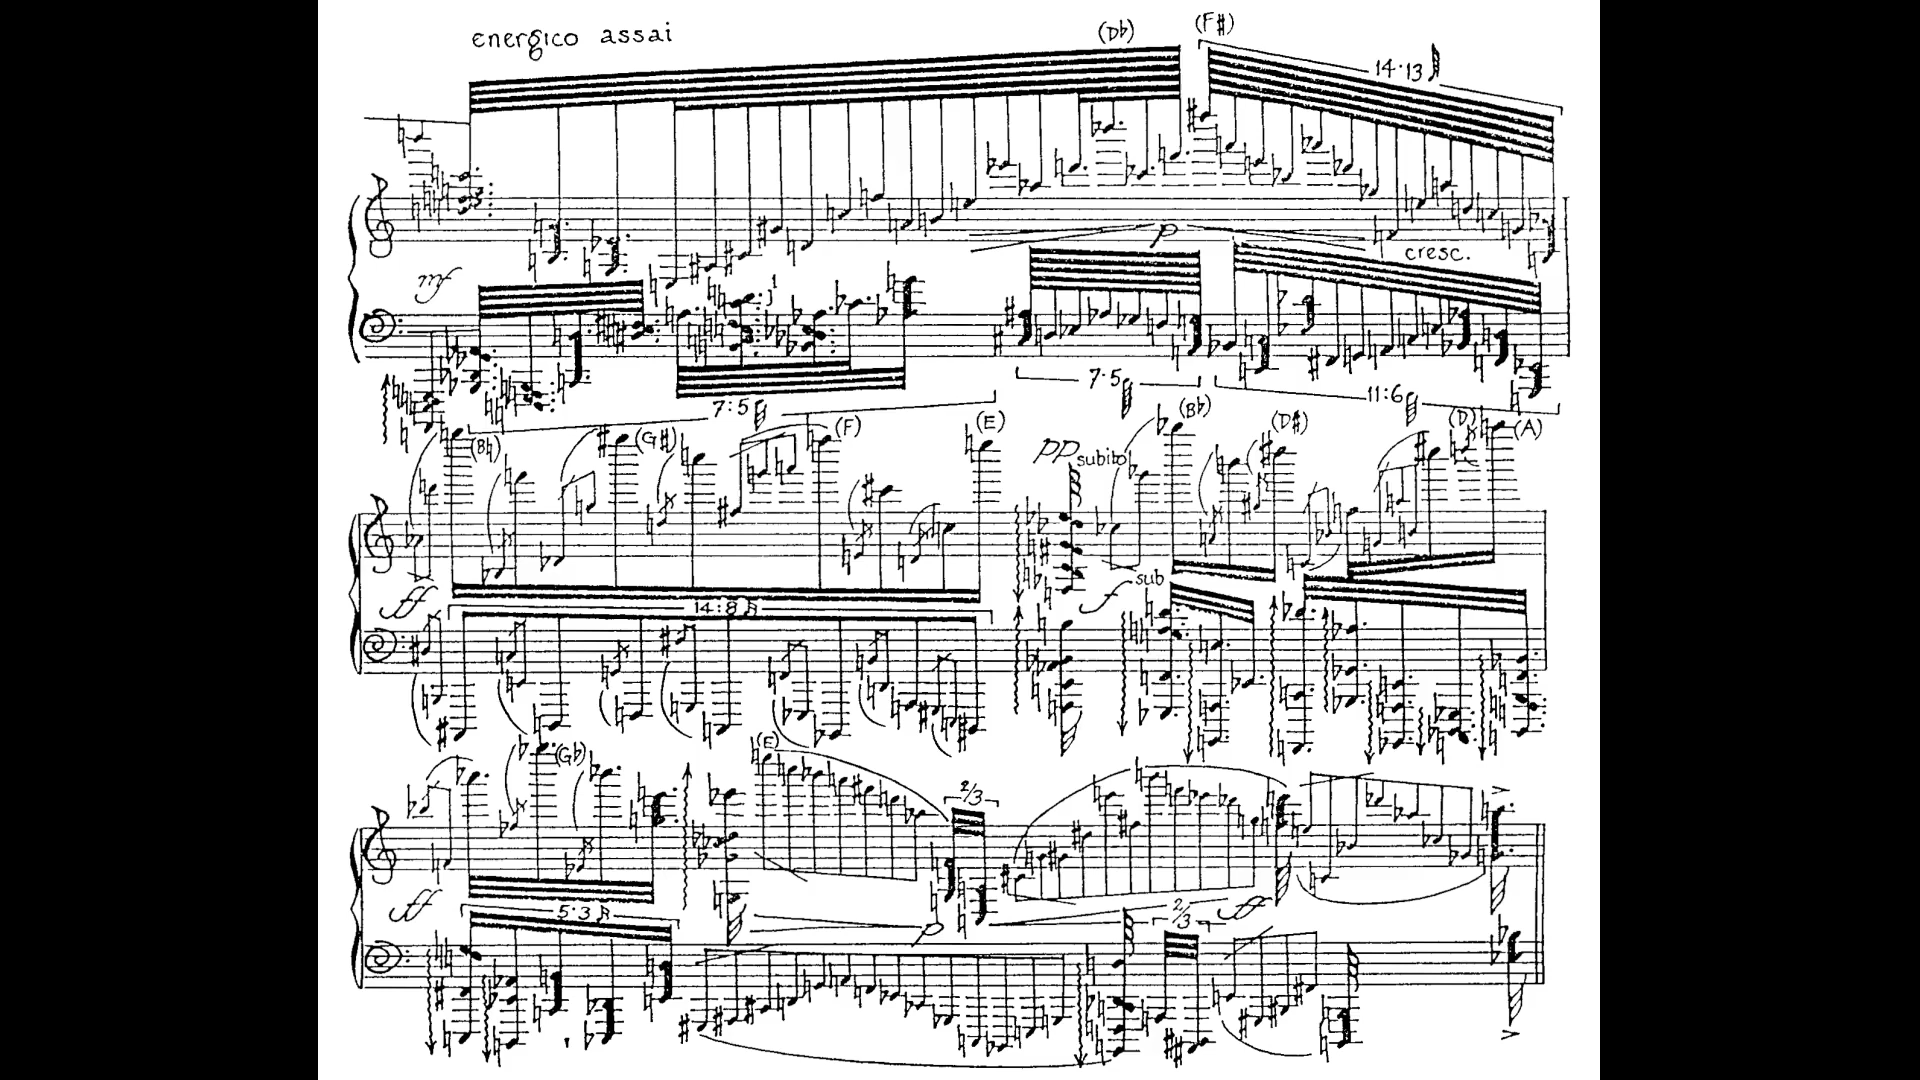 energico assai
(D♭) (F♯)
14:13
mf
p
cresc.
7:5
7:5
11:6
(B♮) (G♯) (F) (E)
pp subito
(B♭) (D♯) (D) (A)
ff
14:8
f sub
(G♭) (E)
2/3
ff
5:3
p
2/3
ff